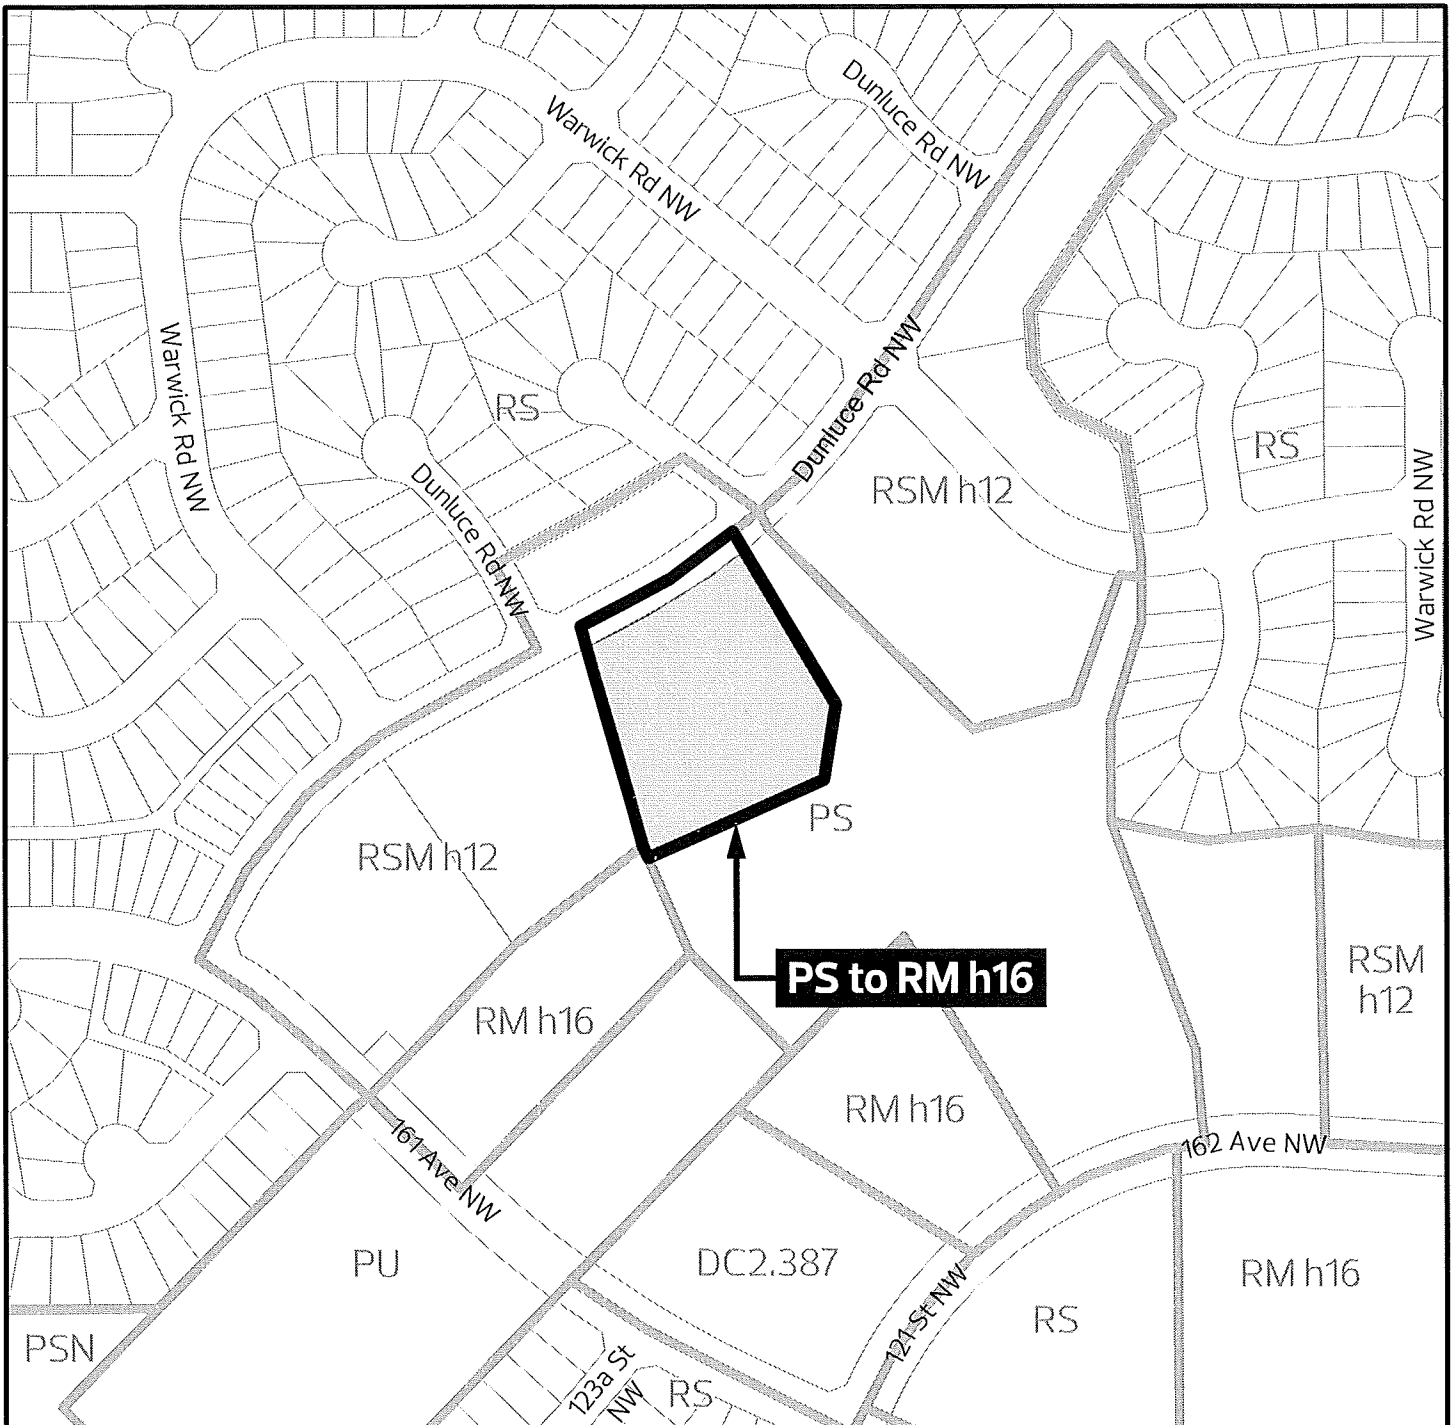 Dunluce Rd NW
Warwick Rd NW
Warwick Rd NW
Dunluce Rd NW
RS
RS
Dunluce Rd NW
RSM h12
Warwick Rd NW
PS
RSM h12
PS to RM h16
RSM
h12
RM h16
RM h16
161 Ave NW
162 Ave NW
PU
DC2.387
RM h16
121 St NW
RS
PSN
123a St
NW
RS